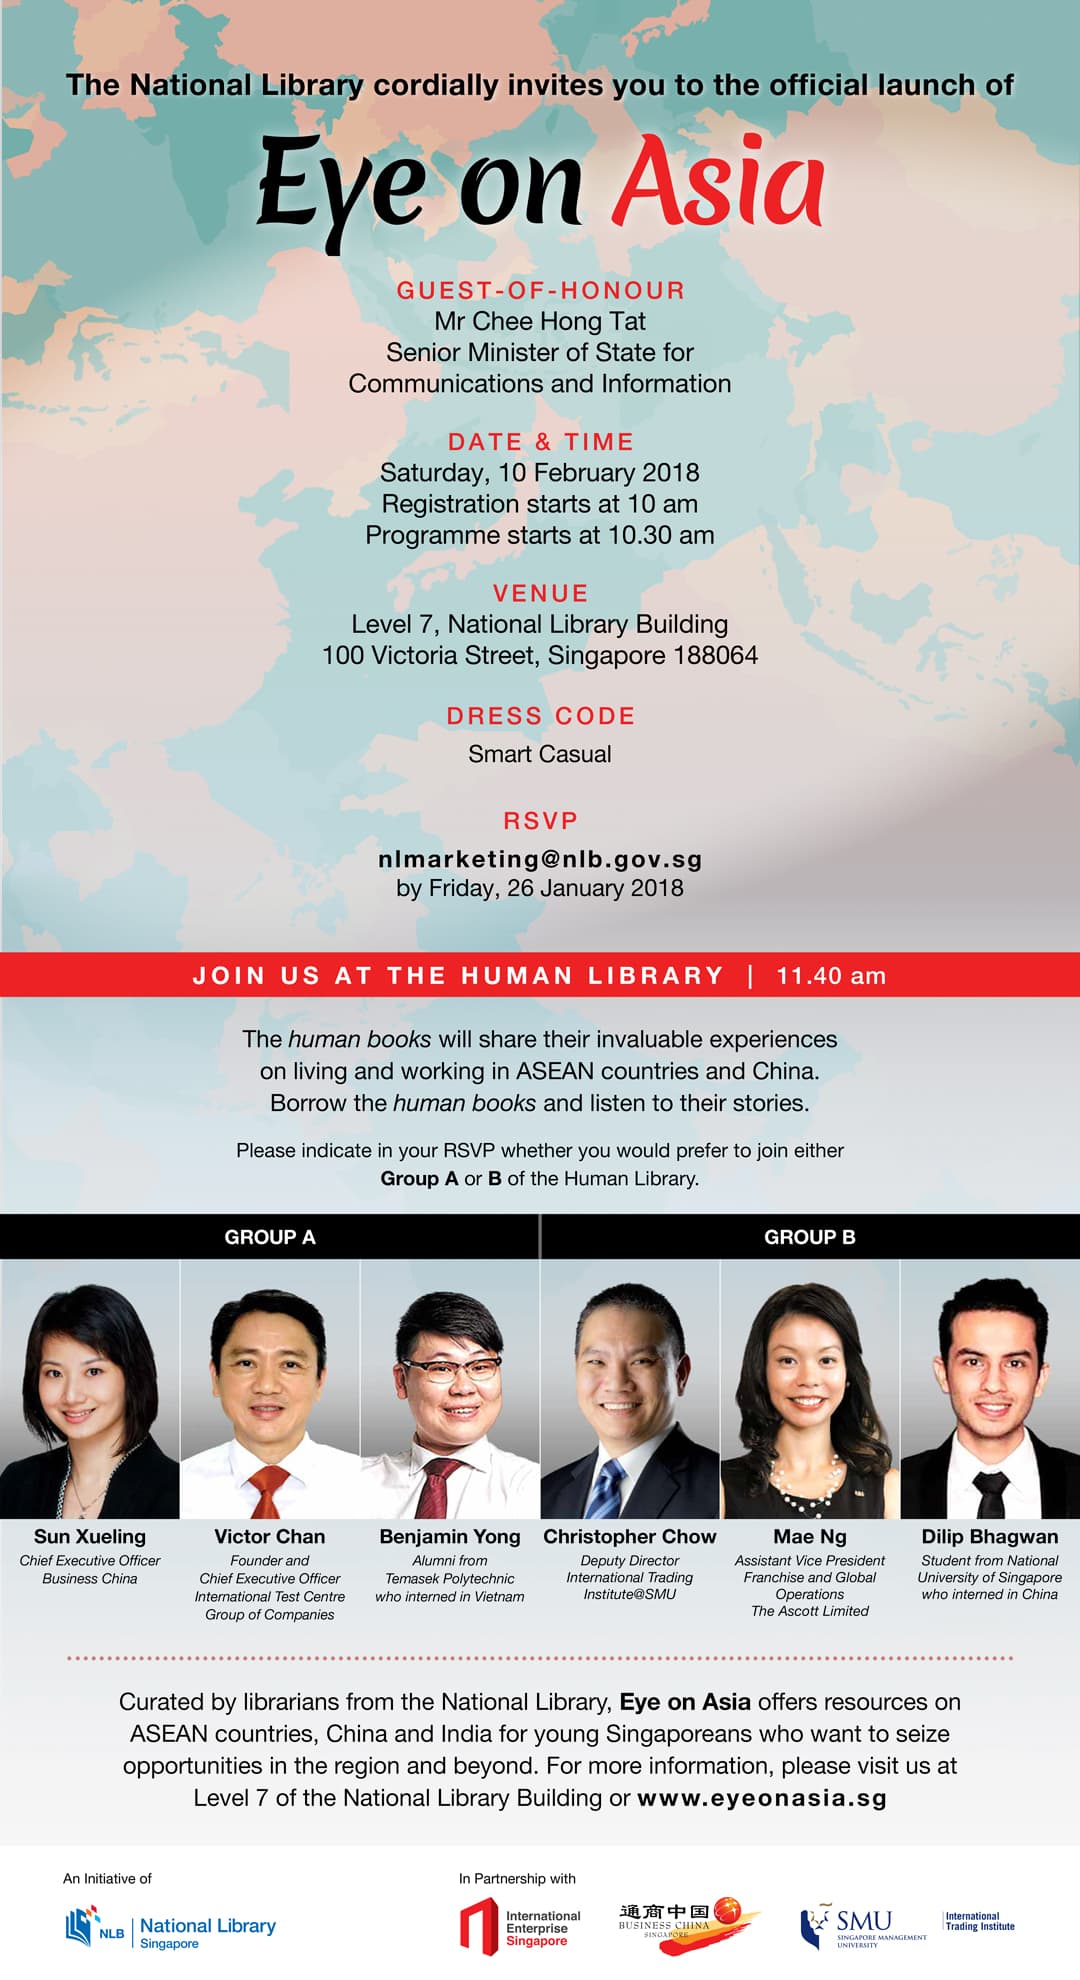 The National Library cordially invites you to the official launch of
Eye on Asia
GUEST-OF-HONOUR
Mr Chee Hong Tat
Senior Minister of State for
Communications and Information
DATE & TIME
Saturday, 10 February 2018
Registration starts at 10 am
Programme starts at 10.30 am
VENUE
Level 7, National Library Building
100 Victoria Street, Singapore 188064
DRESS CODE
Smart Casual
RSVP
nlmarketing@nlb.gov.sg
by Friday, 26 January 2018
JOIN US AT THE HUMAN LIBRARY | 11.40 am
The human books will share their invaluable experiences
on living and working in ASEAN countries and China.
Borrow the human books and listen to their stories.
Please indicate in your RSVP whether you would prefer to join either
Group A or B of the Human Library.
GROUP A
GROUP B
Sun Xueling
Chief Executive Officer
Business China
Victor Chan
Founder and
Chief Executive Officer
International Test Centre
Group of Companies
Benjamin Yong
Alumni from
Temasek Polytechnic
who interned in Vietnam
Christopher Chow
Deputy Director
International Trading
Institute@SMU
Mae Ng
Assistant Vice President
Franchise and Global
Operations
The Ascott Limited
Dilip Bhagwan
Student from National
University of Singapore
who interned in China
Curated by librarians from the National Library, Eye on Asia offers resources on
ASEAN countries, China and India for young Singaporeans who want to seize
opportunities in the region and beyond. For more information, please visit us at
Level 7 of the National Library Building or www.eyeonasia.sg
An Initiative of
NLB
National Library
Singapore
In Partnership with
International
Enterprise
Singapore
通商中国
BUSINESS CHINA
SINGAPORE
SMU
SINGAPORE MANAGEMENT
UNIVERSITY
International
Trading Institute